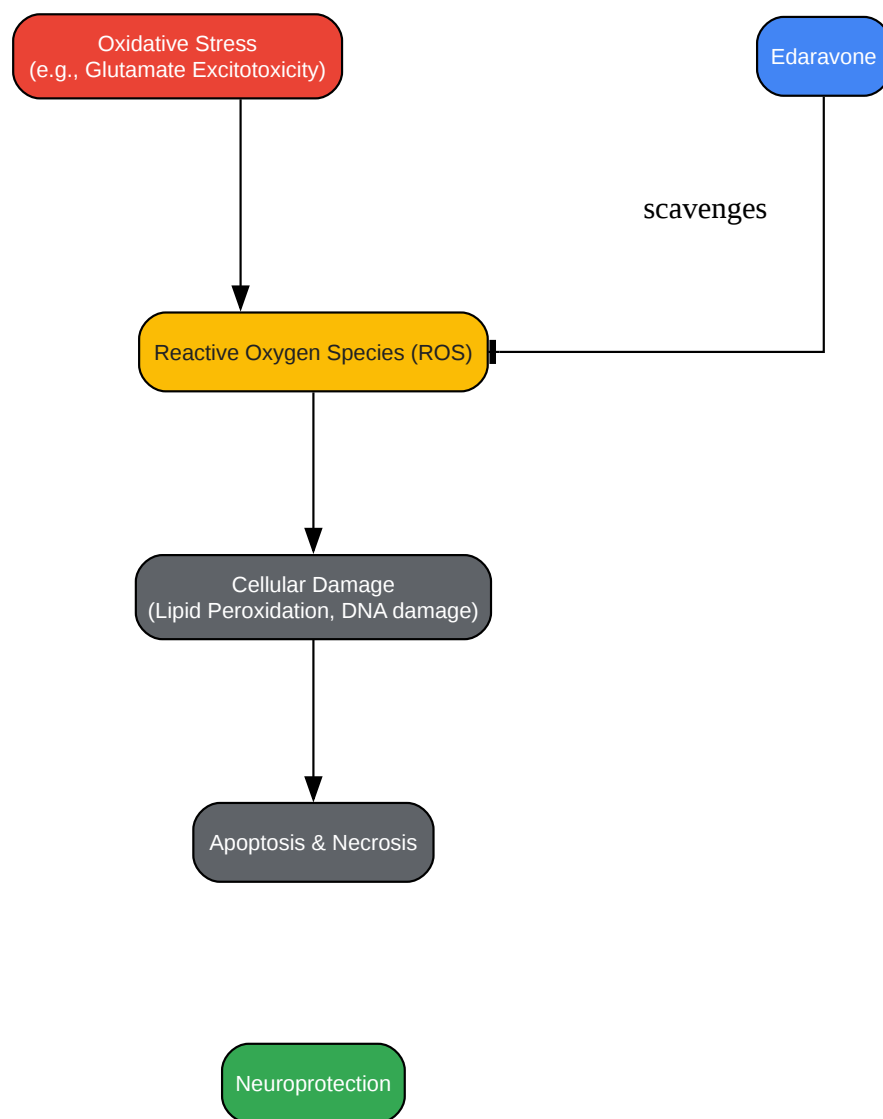 Oxidative Stress
(e.g., Glutamate Excitotoxicity)
Edaravone
scavenges
Reactive Oxygen Species (ROS)
Cellular Damage
(Lipid Peroxidation, DNA damage)
Apoptosis & Necrosis
Neuroprotection